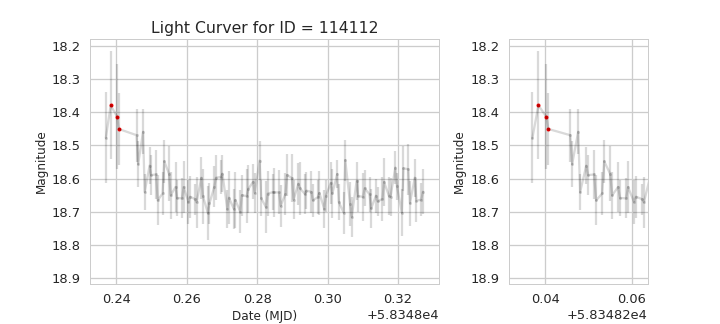 Light Curver for ID = 114112
18.2
18.3
18.4
18.5
18.6
18.7
18.8
18.9
Magnitude
0.24 0.26 0.28 0.30 0.32
Date (MJD)
+5.8348e4
18.2
18.3
18.4
18.5
18.6
18.7
18.8
18.9
Magnitude
0.04 0.06
+5.83482e4